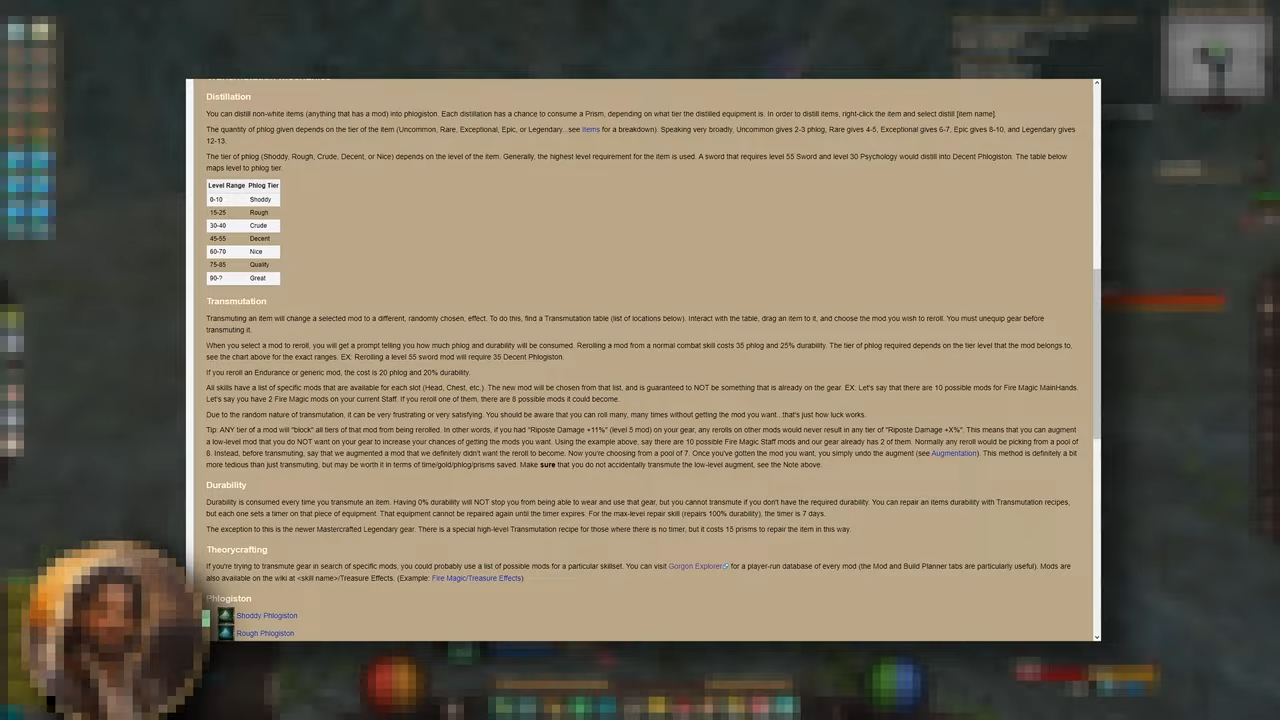 Distillation
You can distill non-white items (anything that has a mod) into phlogiston. Each distillation has a chance to consume a Prism, depending on what tier the distilled equipment is. In order to distill items, right-click the item and select distill [item name].
The quantity of phlog given depends on the tier of the item (Uncommon, Rare, Exceptional, Epic, or Legendary...see Items for a breakdown). Speaking very broadly, Uncommon gives 2-3 phlog, Rare gives 4-5, Exceptional gives 6-7, Epic gives 8-10, and Legendary gives
12-13.
The tier of phlog (Shoddy, Rough, Crude, Decent, or Nice) depends on the level of the item. Generally, the highest level requirement for the item is used. A sword that requires level 55 Sword and level 30 Psychology would distill into Decent Phlogiston. The table below
maps level to phlog tier.
Level Range Phlog Tier
0-10 Shoddy
15-25 Rough
30-40 Crude
45-55 Decent
60-70 Nice
75-85 Quality
90-? Great
Transmutation
Transmuting an item will change a selected mod to a different, randomly chosen, effect. To do this, find a Transmutation table (list of locations below). Interact with the table, drag an item to it, and choose the mod you wish to reroll. You must unequip gear before
transmuting it.
When you select a mod to reroll, you will get a prompt telling you how much phlog and durability will be consumed. Rerolling a mod from a normal combat skill costs 35 phlog and 25% durability. The tier of phlog required depends on the tier level that the mod belongs to,
see the chart above for the exact ranges. EX: Rerolling a level 55 sword mod will require 35 Decent Phlogiston.
If you reroll an Endurance or generic mod, the cost is 20 phlog and 20% durability.
All skills have a list of specific mods that are available for each slot (Head, Chest, etc.). The new mod will be chosen from that list, and is guaranteed to NOT be something that is already on the gear. EX: Let's say that there are 10 possible mods for Fire Magic MainHands.
Let's say you have 2 Fire Magic mods on your current Staff. If you reroll one of them, there are 8 possible mods it could become.
Due to the random nature of transmutation, it can be very frustrating or very satisfying. You should be aware that you can roll many, many times without getting the mod you want...that's just how luck works.
Tip: ANY tier of a mod will "block" all tiers of that mod from being rerolled. In other words, if you had "Riposte Damage +11%" (level 5 mod) on your gear, any rerolls on other mods would never result in any tier of "Riposte Damage +X%". This means that you can augment
a low-level mod that you do NOT want on your gear to increase your chances of getting the mods you want. Using the example above, say there are 10 possible Fire Magic Staff mods and our gear already has 2 of them. Normally any reroll would be picking from a pool of
8. Instead, before transmuting, say that we augmented a mod that we definitely didn't want the reroll to become. Now you're choosing from a pool of 7. Once you've gotten the mod you want, you simply undo the augment (see Augmentation). This method is definitely a bit
more tedious than just transmuting, but may be worth it in terms of time/gold/phlog/prisms saved. Make sure that you do not accidentally transmute the low-level augment, see the Note above.
Durability
Durability is consumed every time you transmute an item. Having 0% durability will NOT stop you from being able to wear and use that gear, but you cannot transmute if you don't have the required durability. You can repair an items durability with Transmutation recipes,
but each one sets a timer on that piece of equipment. That equipment cannot be repaired again until the timer expires. For the max-level repair skill (repairs 100% durability), the timer is 7 days.
The exception to this is the newer Mastercrafted Legendary gear. There is a special high-level Transmutation recipe for those where there is no timer, but it costs 15 prisms to repair the item in this way.
Theorycrafting
If you're trying to transmute gear in search of specific mods, you could probably use a list of possible mods for a particular skillset. You can visit Gorgon Explorer for a player-run database of every mod (the Mod and Build Planner tabs are particularly useful). Mods are
also available on the wiki at <skill name>/Treasure Effects. (Example: Fire Magic/Treasure Effects)
Phlogiston
Shoddy Phlogiston
Rough Phlogiston